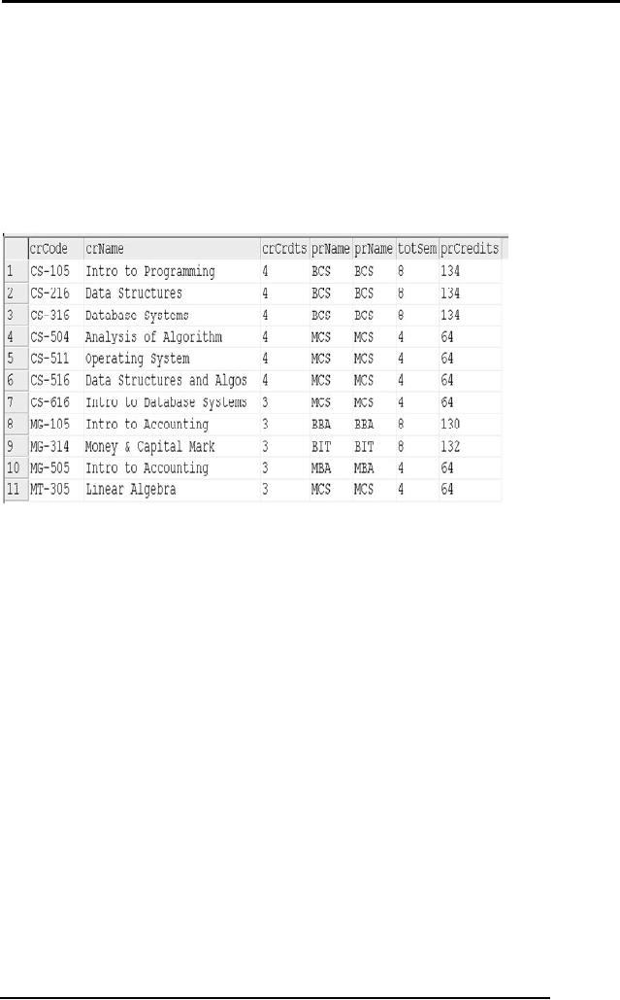 crCode crName crCrdts prName prName totSem prCredits
1 CS-105 Intro to Programming 4 BCS BCS 8 134
2 CS-216 Data Structures 4 BCS BCS 8 134
3 CS-316 Database Systems 4 BCS BCS 8 134
4 CS-504 Analysis of Algorithm 4 MCS MCS 4 64
5 CS-511 Operating System 4 MCS MCS 4 64
6 CS-516 Data Structures and Algos 4 MCS MCS 4 64
7 CS-616 Intro to Database Systems 3 MCS MCS 4 64
8 MG-105 Intro to Accounting 3 BBA BBA 8 130
9 MG-314 Money & Capital Mark 3 BIT BIT 8 132
10 MG-505 Intro to Accounting 3 MBA MBA 4 64
11 MT-305 Linear Algebra 3 MCS MCS 4 64